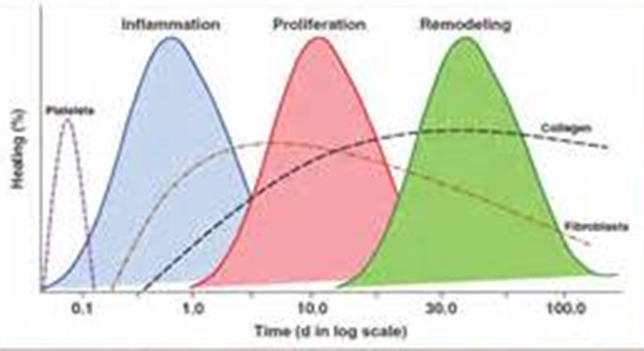 Inflammation Proliferation Remodeling
Platelets
Collagen
Fibroblasts
Healing (%)
0.1 1.0 10.0 30.0 100.0
Time (d in log scale)